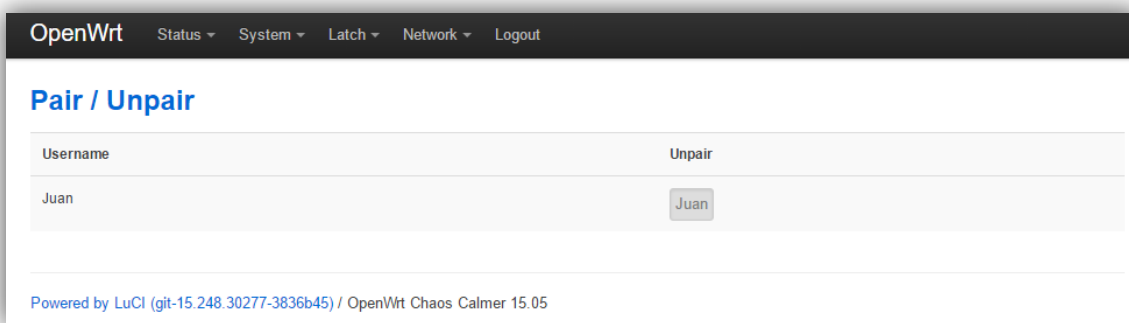 OpenWrt Status System Latch Network Logout
Pair / Unpair
Username Unpair
Juan Juan
Powered by LuCI (git-15.248.30277-3836b45) / OpenWrt Chaos Calmer 15.05